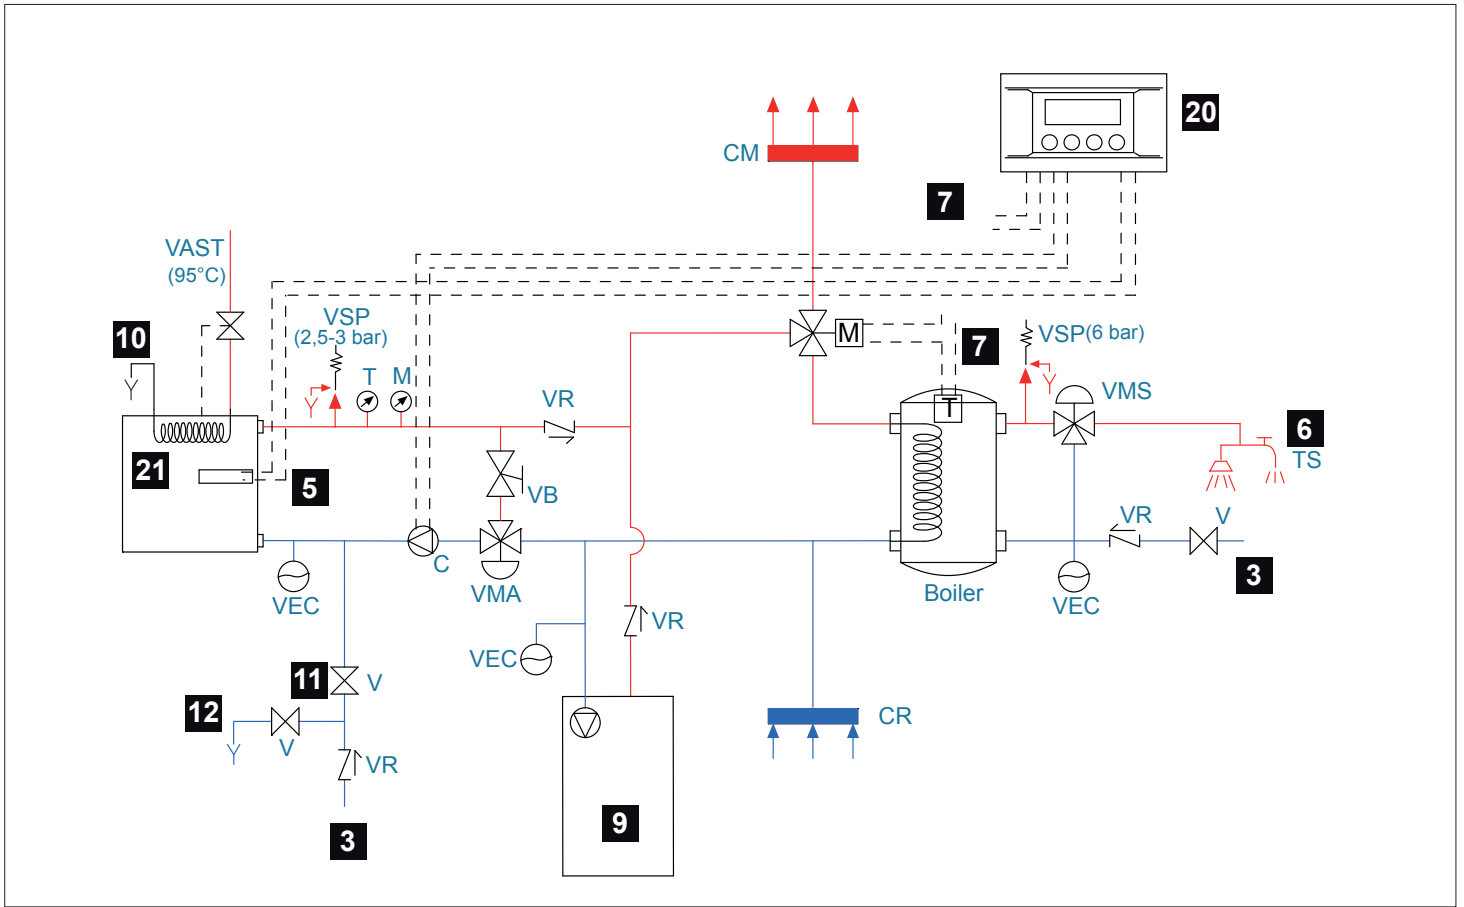 20
CM
7
VAST
(95°C)
10
VSP
(2,5-3 bar)
T
M
VR
M
7
VSP(6 bar)
VMS
T
6
TS
21
5
VB
VR
V
C
VMA
VEC
3
Boiler
VEC
VR
VEC
11
V
12
V
CR
VR
9
3